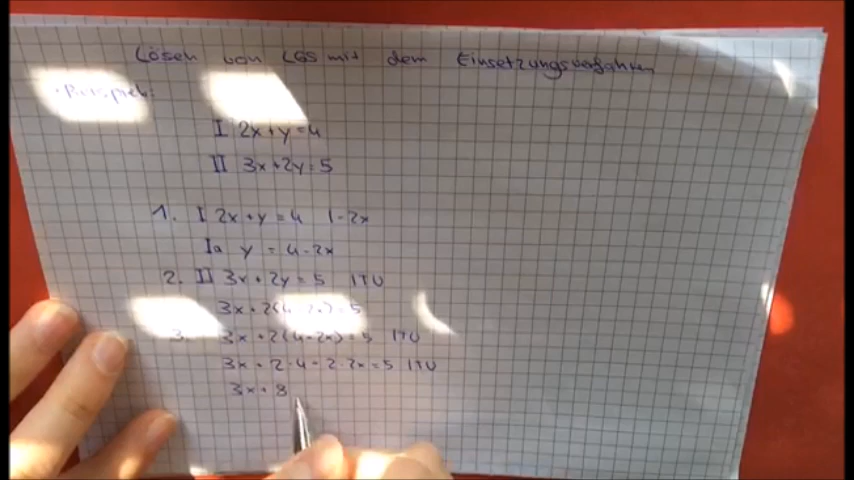 Lösen von LGS mit dem Einsetzungsverfahren
Beispiel:
I 2x+y=4
II 3x+2y=5
1. I 2x+y=4 |-2x
Ia y = 4-2x
2. II 3x+2y=5 |TU
3x+2(4-2x)=5
3. 3x+2(4-2x)=5 |TU
3x+2·4-2·2x=5 |TU
3x+8